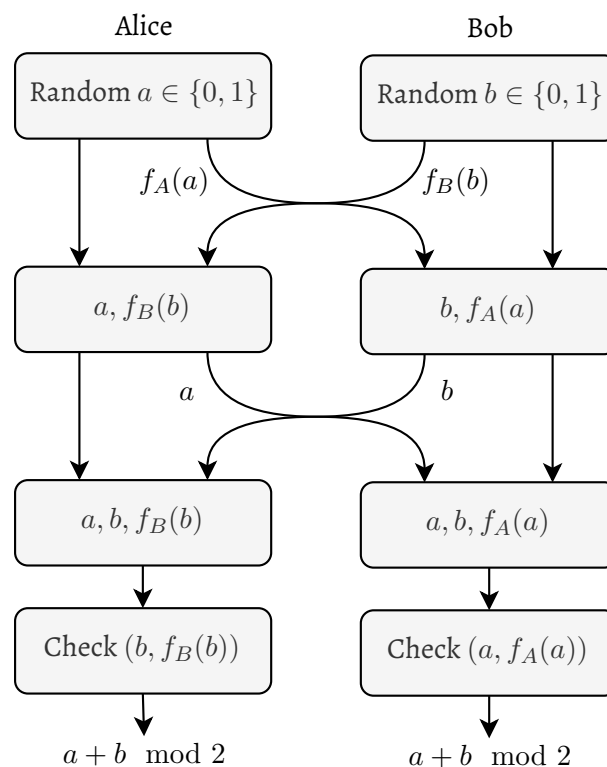 Alice Bob
Random a ∈ {0, 1} Random b ∈ {0, 1}
f_A(a) f_B(b)
a, f_B(b) b, f_A(a)
a b
a, b, f_B(b) a, b, f_A(a)
Check (b, f_B(b)) Check (a, f_A(a))
a + b mod 2 a + b mod 2